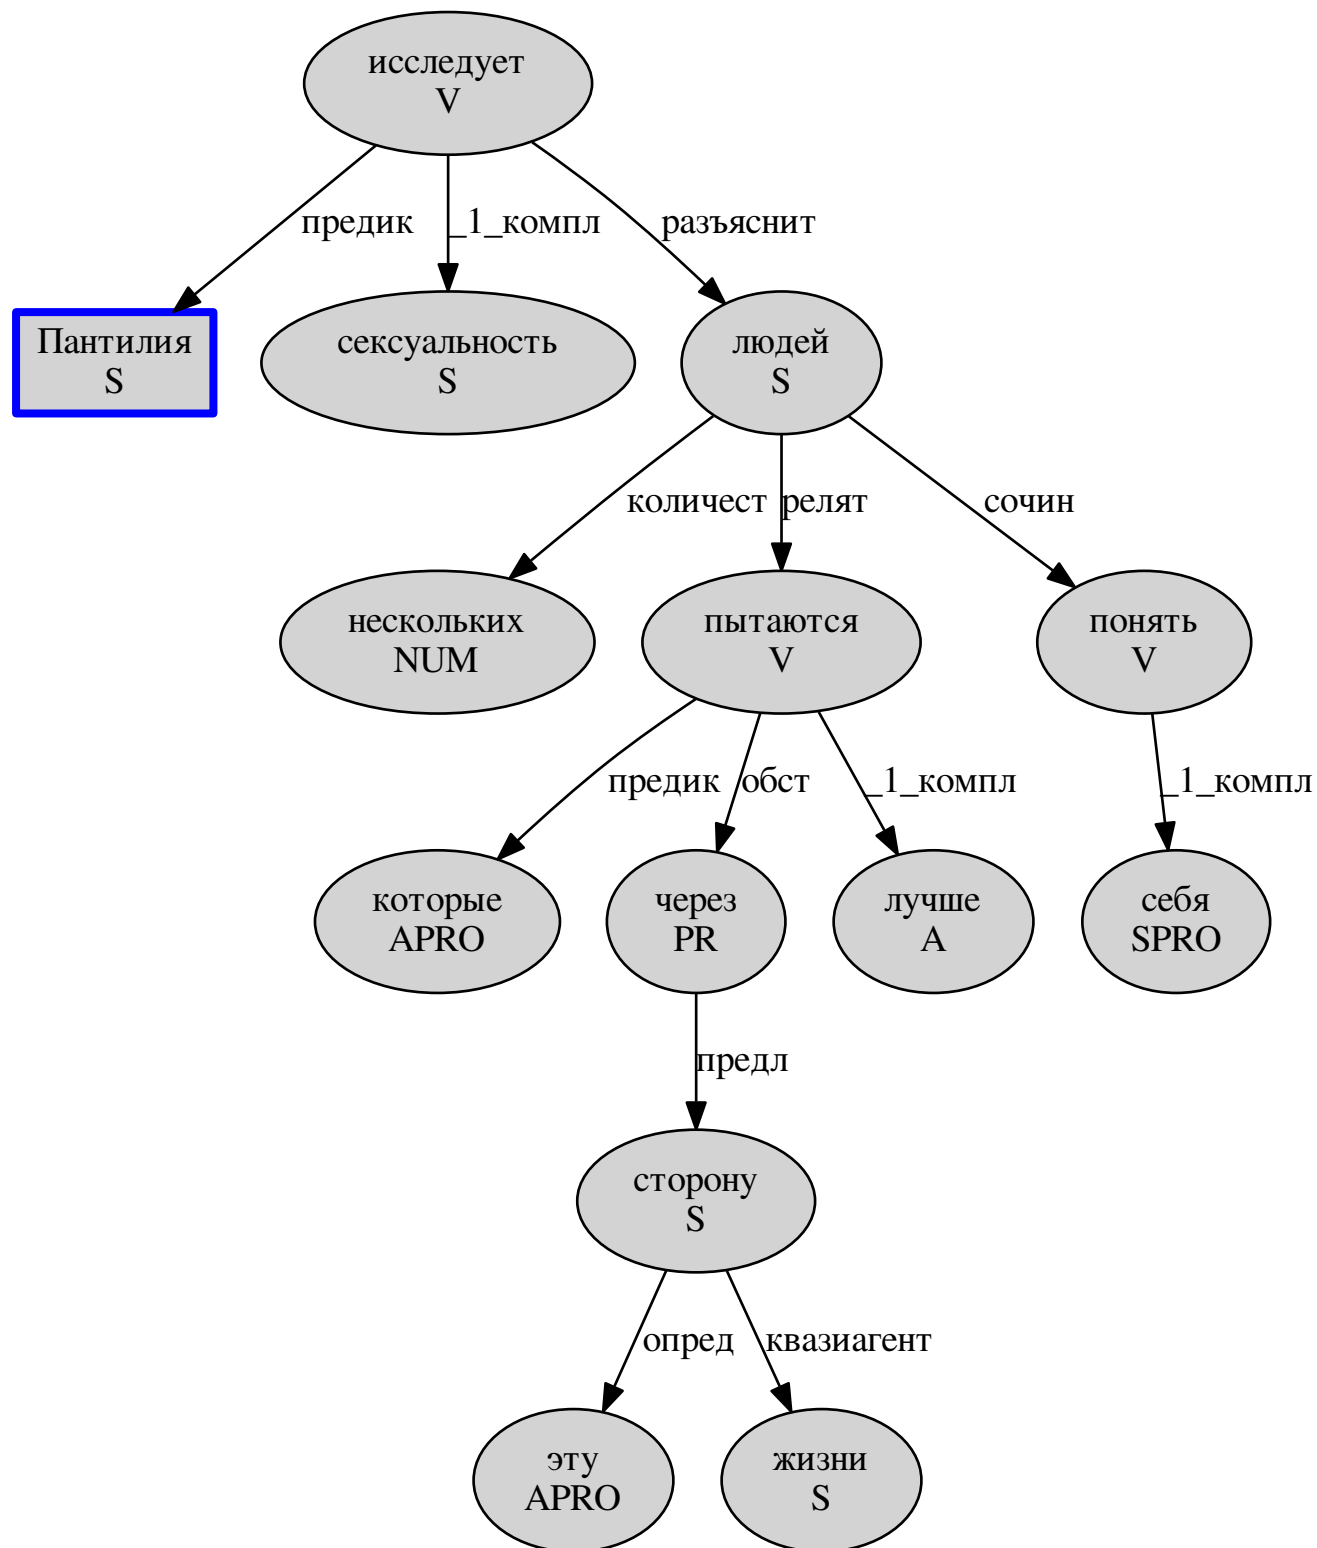 исследует
V
предик
_1_компл
разъяснит
Пантилия
S
сексуальность
S
людей
S
количест
релят
сочин
нескольких
NUM
пытаются
V
понять
V
предик
обст
_1_компл
_1_компл
которые
APRO
через
PR
лучше
A
себя
SPRO
предл
сторону
S
опред
квазиагент
эту
APRO
жизни
S